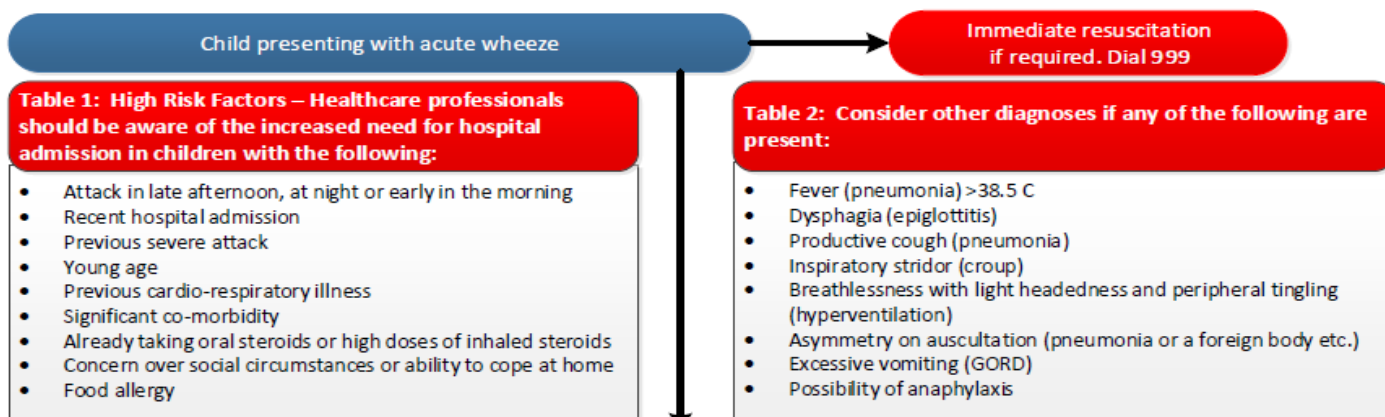 Child presenting with acute wheeze
Immediate resuscitation
if required. Dial 999
Table 1:  High Risk Factors – Healthcare professionals
should be aware of the increased need for hospital
admission in children with the following:
• Attack in late afternoon, at night or early in the morning
• Recent hospital admission
• Previous severe attack
• Young age
• Previous cardio-respiratory illness
• Significant co-morbidity
• Already taking oral steroids or high doses of inhaled steroids
• Concern over social circumstances or ability to cope at home
• Food allergy
Table 2:  Consider other diagnoses if any of the following are
present:
• Fever (pneumonia) >38.5 C
• Dysphagia (epiglottitis)
• Productive cough (pneumonia)
• Inspiratory stridor (croup)
• Breathlessness with light headedness and peripheral tingling
(hyperventilation)
• Asymmetry on auscultation (pneumonia or a foreign body etc.)
• Excessive vomiting (GORD)
• Possibility of anaphylaxis